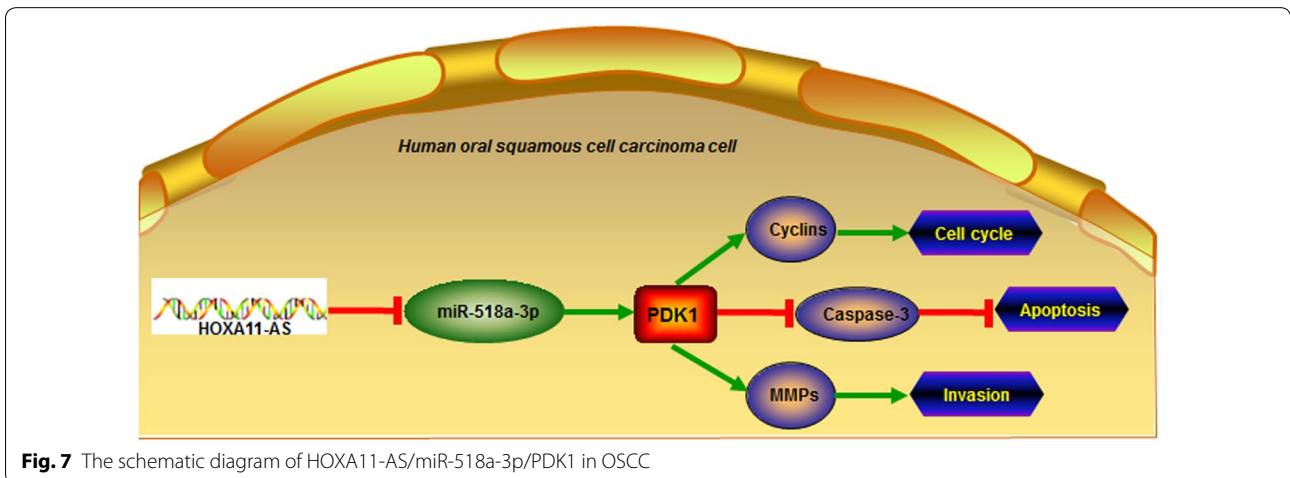 Human oral squamous cell carcinoma cell
Cyclins
Cell cycle
HOXA11-AS
miR-518a-3p
PDK1
Caspase-3
Apoptosis
MMPs
Invasion
Fig. 7 The schematic diagram of HOXA11-AS/miR-518a-3p/PDK1 in OSCC